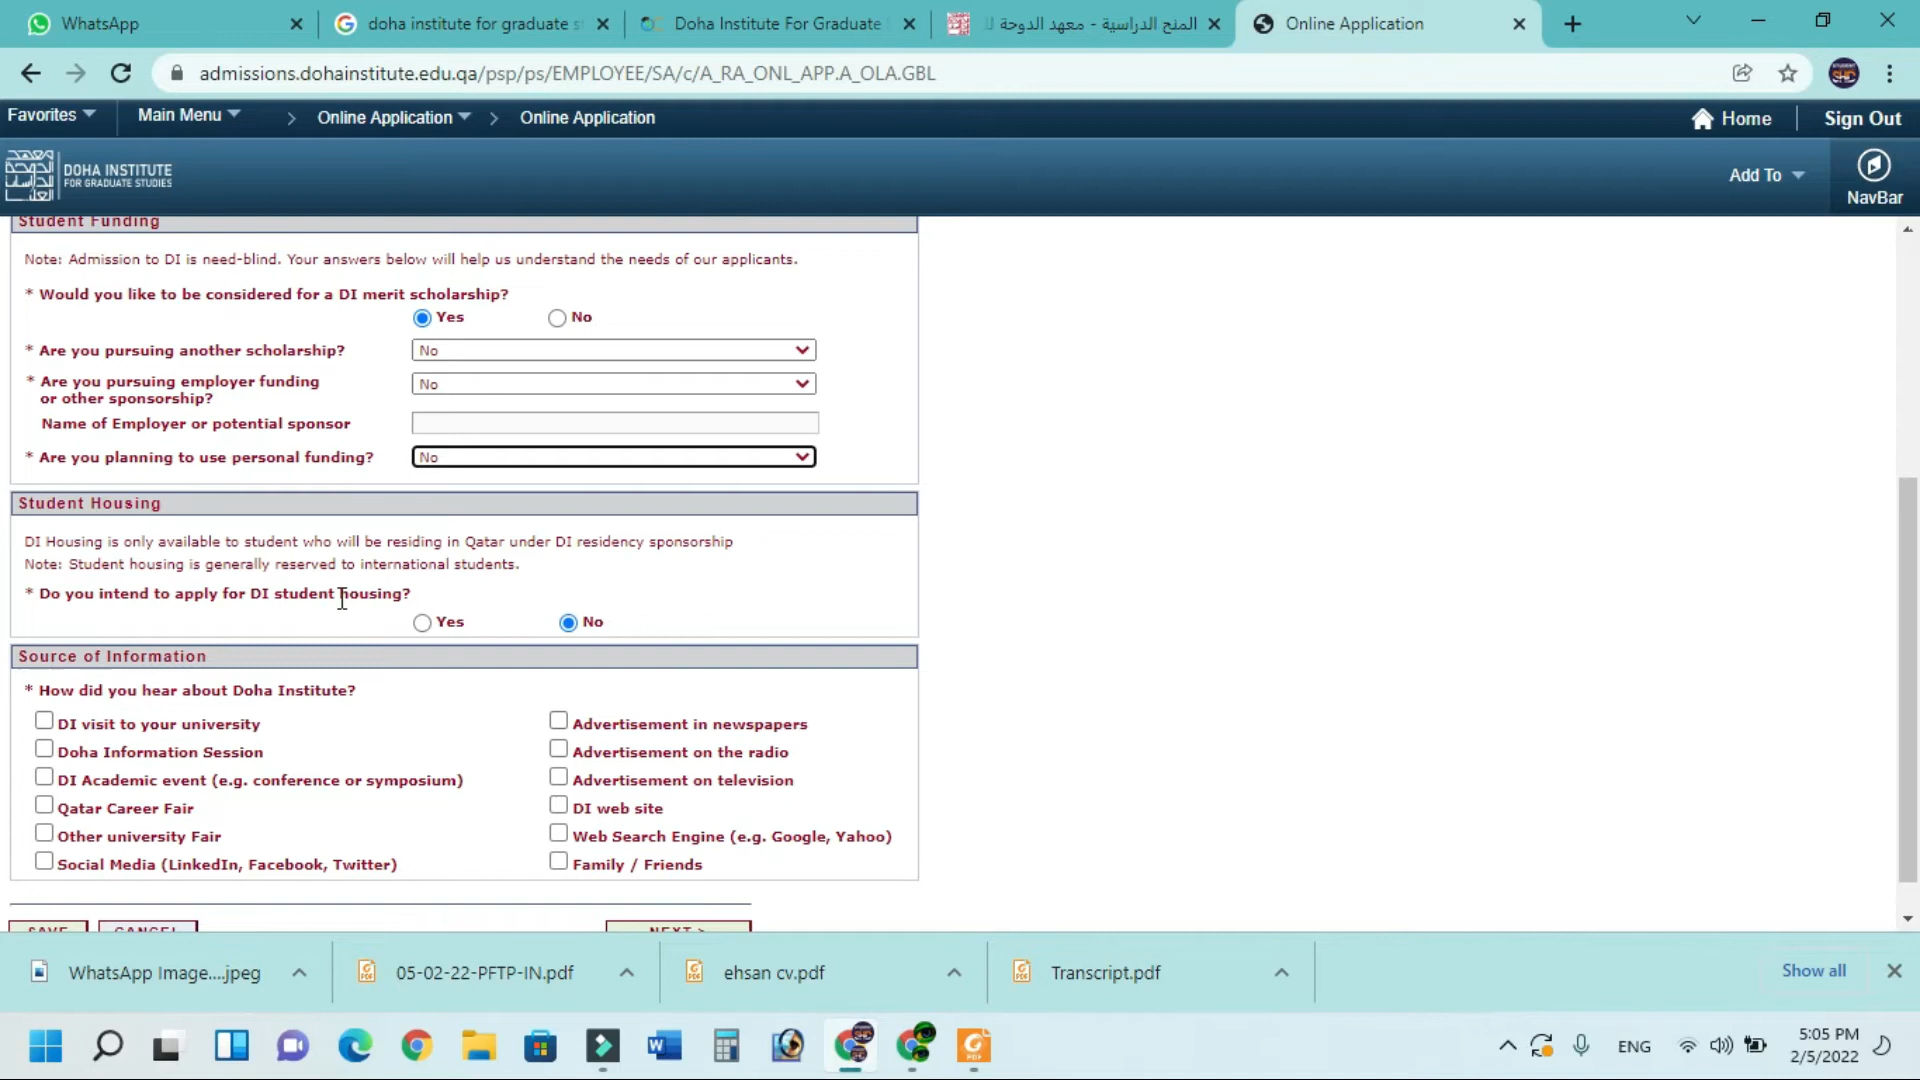 WhatsApp
doha institute for graduate s
Doha Institute For Graduate
المنح الدراسية - معهد الدوحة لل
Online Application
admissions.dohainstitute.edu.qa/psp/ps/EMPLOYEE/SA/c/A_RA_ONL_APP.A_OLA.GBL
Favorites
Main Menu
Online Application
Online Application
Home
Sign Out
DOHA INSTITUTE
FOR GRADUATE STUDIES
Add To
NavBar
Student Funding
Note: Admission to DI is need-blind. Your answers below will help us understand the needs of our applicants.
* Would you like to be considered for a DI merit scholarship?
Yes No
* Are you pursuing another scholarship? No
* Are you pursuing employer funding
or other sponsorship? No
Name of Employer or potential sponsor
* Are you planning to use personal funding? No
Student Housing
DI Housing is only available to student who will be residing in Qatar under DI residency sponsorship
Note: Student housing is generally reserved to international students.
* Do you intend to apply for DI student housing?
Yes No
Source of Information
* How did you hear about Doha Institute?
DI visit to your university Advertisement in newspapers
Doha Information Session Advertisement on the radio
DI Academic event (e.g. conference or symposium) Advertisement on television
Qatar Career Fair DI web site
Other university Fair Web Search Engine (e.g. Google, Yahoo)
Social Media (LinkedIn, Facebook, Twitter) Family / Friends
SAVE CANCEL NEXT >
WhatsApp Image....jpeg
05-02-22-PFTP-IN.pdf
ehsan cv.pdf
Transcript.pdf
Show all
ENG
5:05 PM
2/5/2022